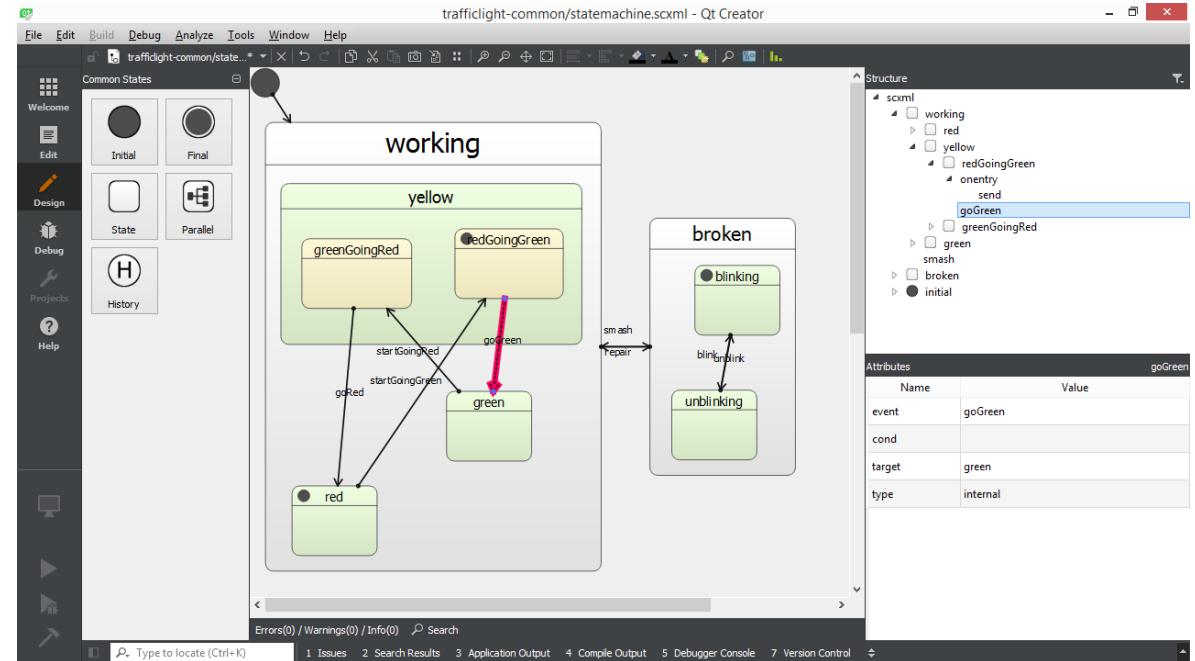 trafficlight-common/statemachine.scxml - Qt Creator
File Edit Build Debug Analyze Tools Window Help
trafficlight-common/state...*
Welcome
Edit
Design
Debug
Projects
Help
Common States
Initial
Final
State
Parallel
H
History
working
yellow
greenGoingRed
redGoingGreen
goGreen
startGoingRed
startGoingGreen
goRed
green
red
smash
repair
broken
blinking
blink
unblink
unblinking
Structure
scxml
working
red
yellow
redGoingGreen
onentry
send
goGreen
greenGoingRed
green
smash
broken
initial
Attributes goGreen
Name Value
event goGreen
cond
target green
type internal
Errors(0) / Warnings(0) / Info(0) Search
Type to locate (Ctrl+K) 1 Issues 2 Search Results 3 Application Output 4 Compile Output 5 Debugger Console 7 Version Control